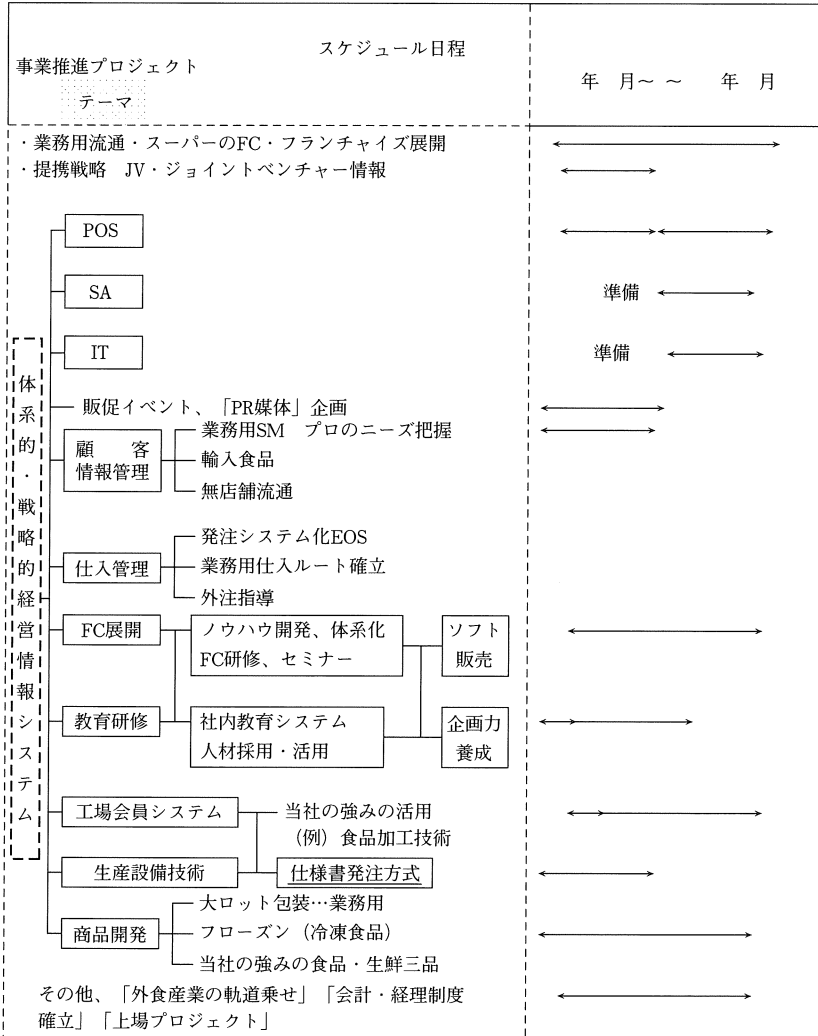 スケジュール日程
事業推進プロジェクト
テーマ
年 月~ ~ 年 月
・業務用流通・スーパーのFC・フランチャイズ展開
・提携戦略 JV・ジョイントベンチャー情報
体系的・戦略的経営情報システム
POS
SA
準備
IT
準備
販促イベント、「PR媒体」企画
顧 客
情報管理
業務用SM プロのニーズ把握
輸入食品
無店舗流通
仕入管理
発注システム化EOS
業務用仕入ルート確立
外注指導
FC展開
ノウハウ開発、体系化
FC研修、セミナー
ソフト
販売
教育研修
社内教育システム
人材採用・活用
企画力
養成
工場会員システム
当社の強みの活用
(例)食品加工技術
生産設備技術
仕様書発注方式
商品開発
大ロット包装…業務用
フローズン(冷凍食品)
当社の強みの食品・生鮮三品
その他、「外食産業の軌道乗せ」「会計・経理制度
確立」「上場プロジェクト」